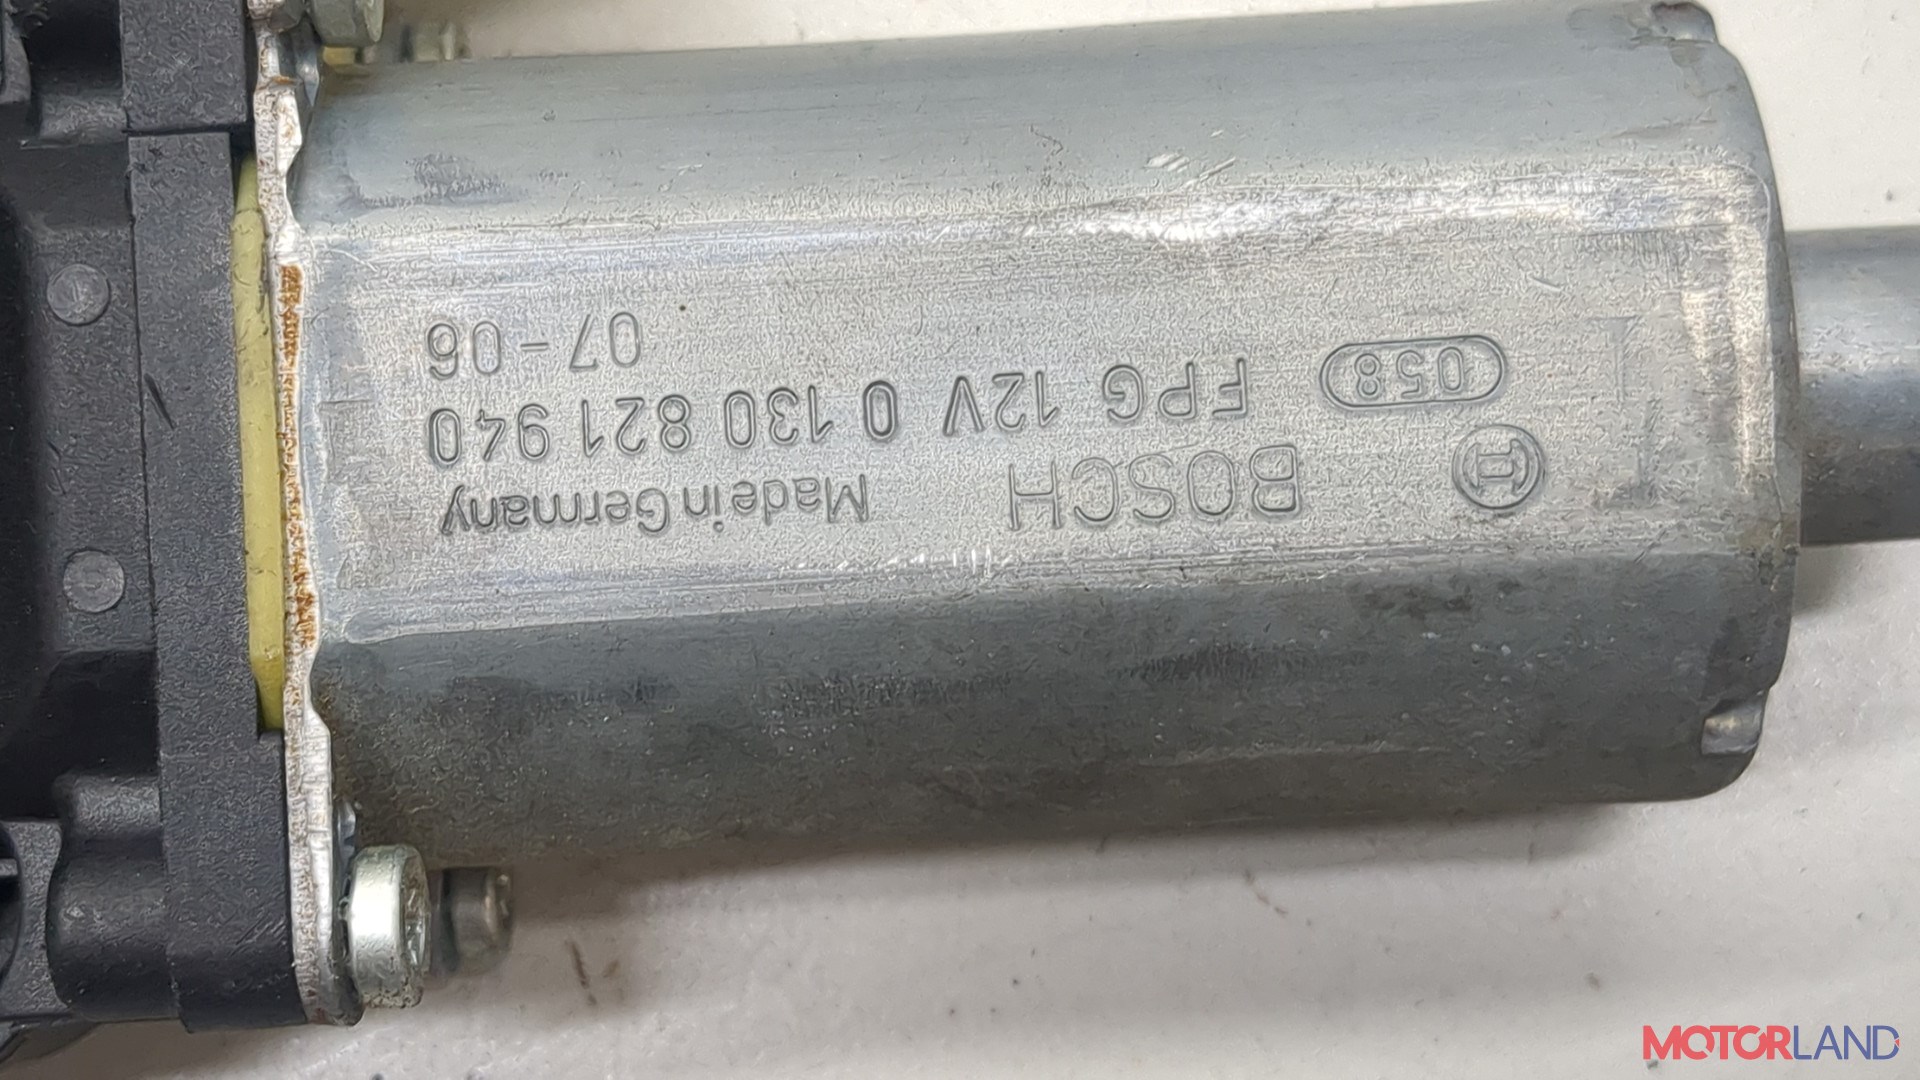 BOSCH Made in Germany
058 FPG 12V 0 130 821 940
07-06
MOTORLAND